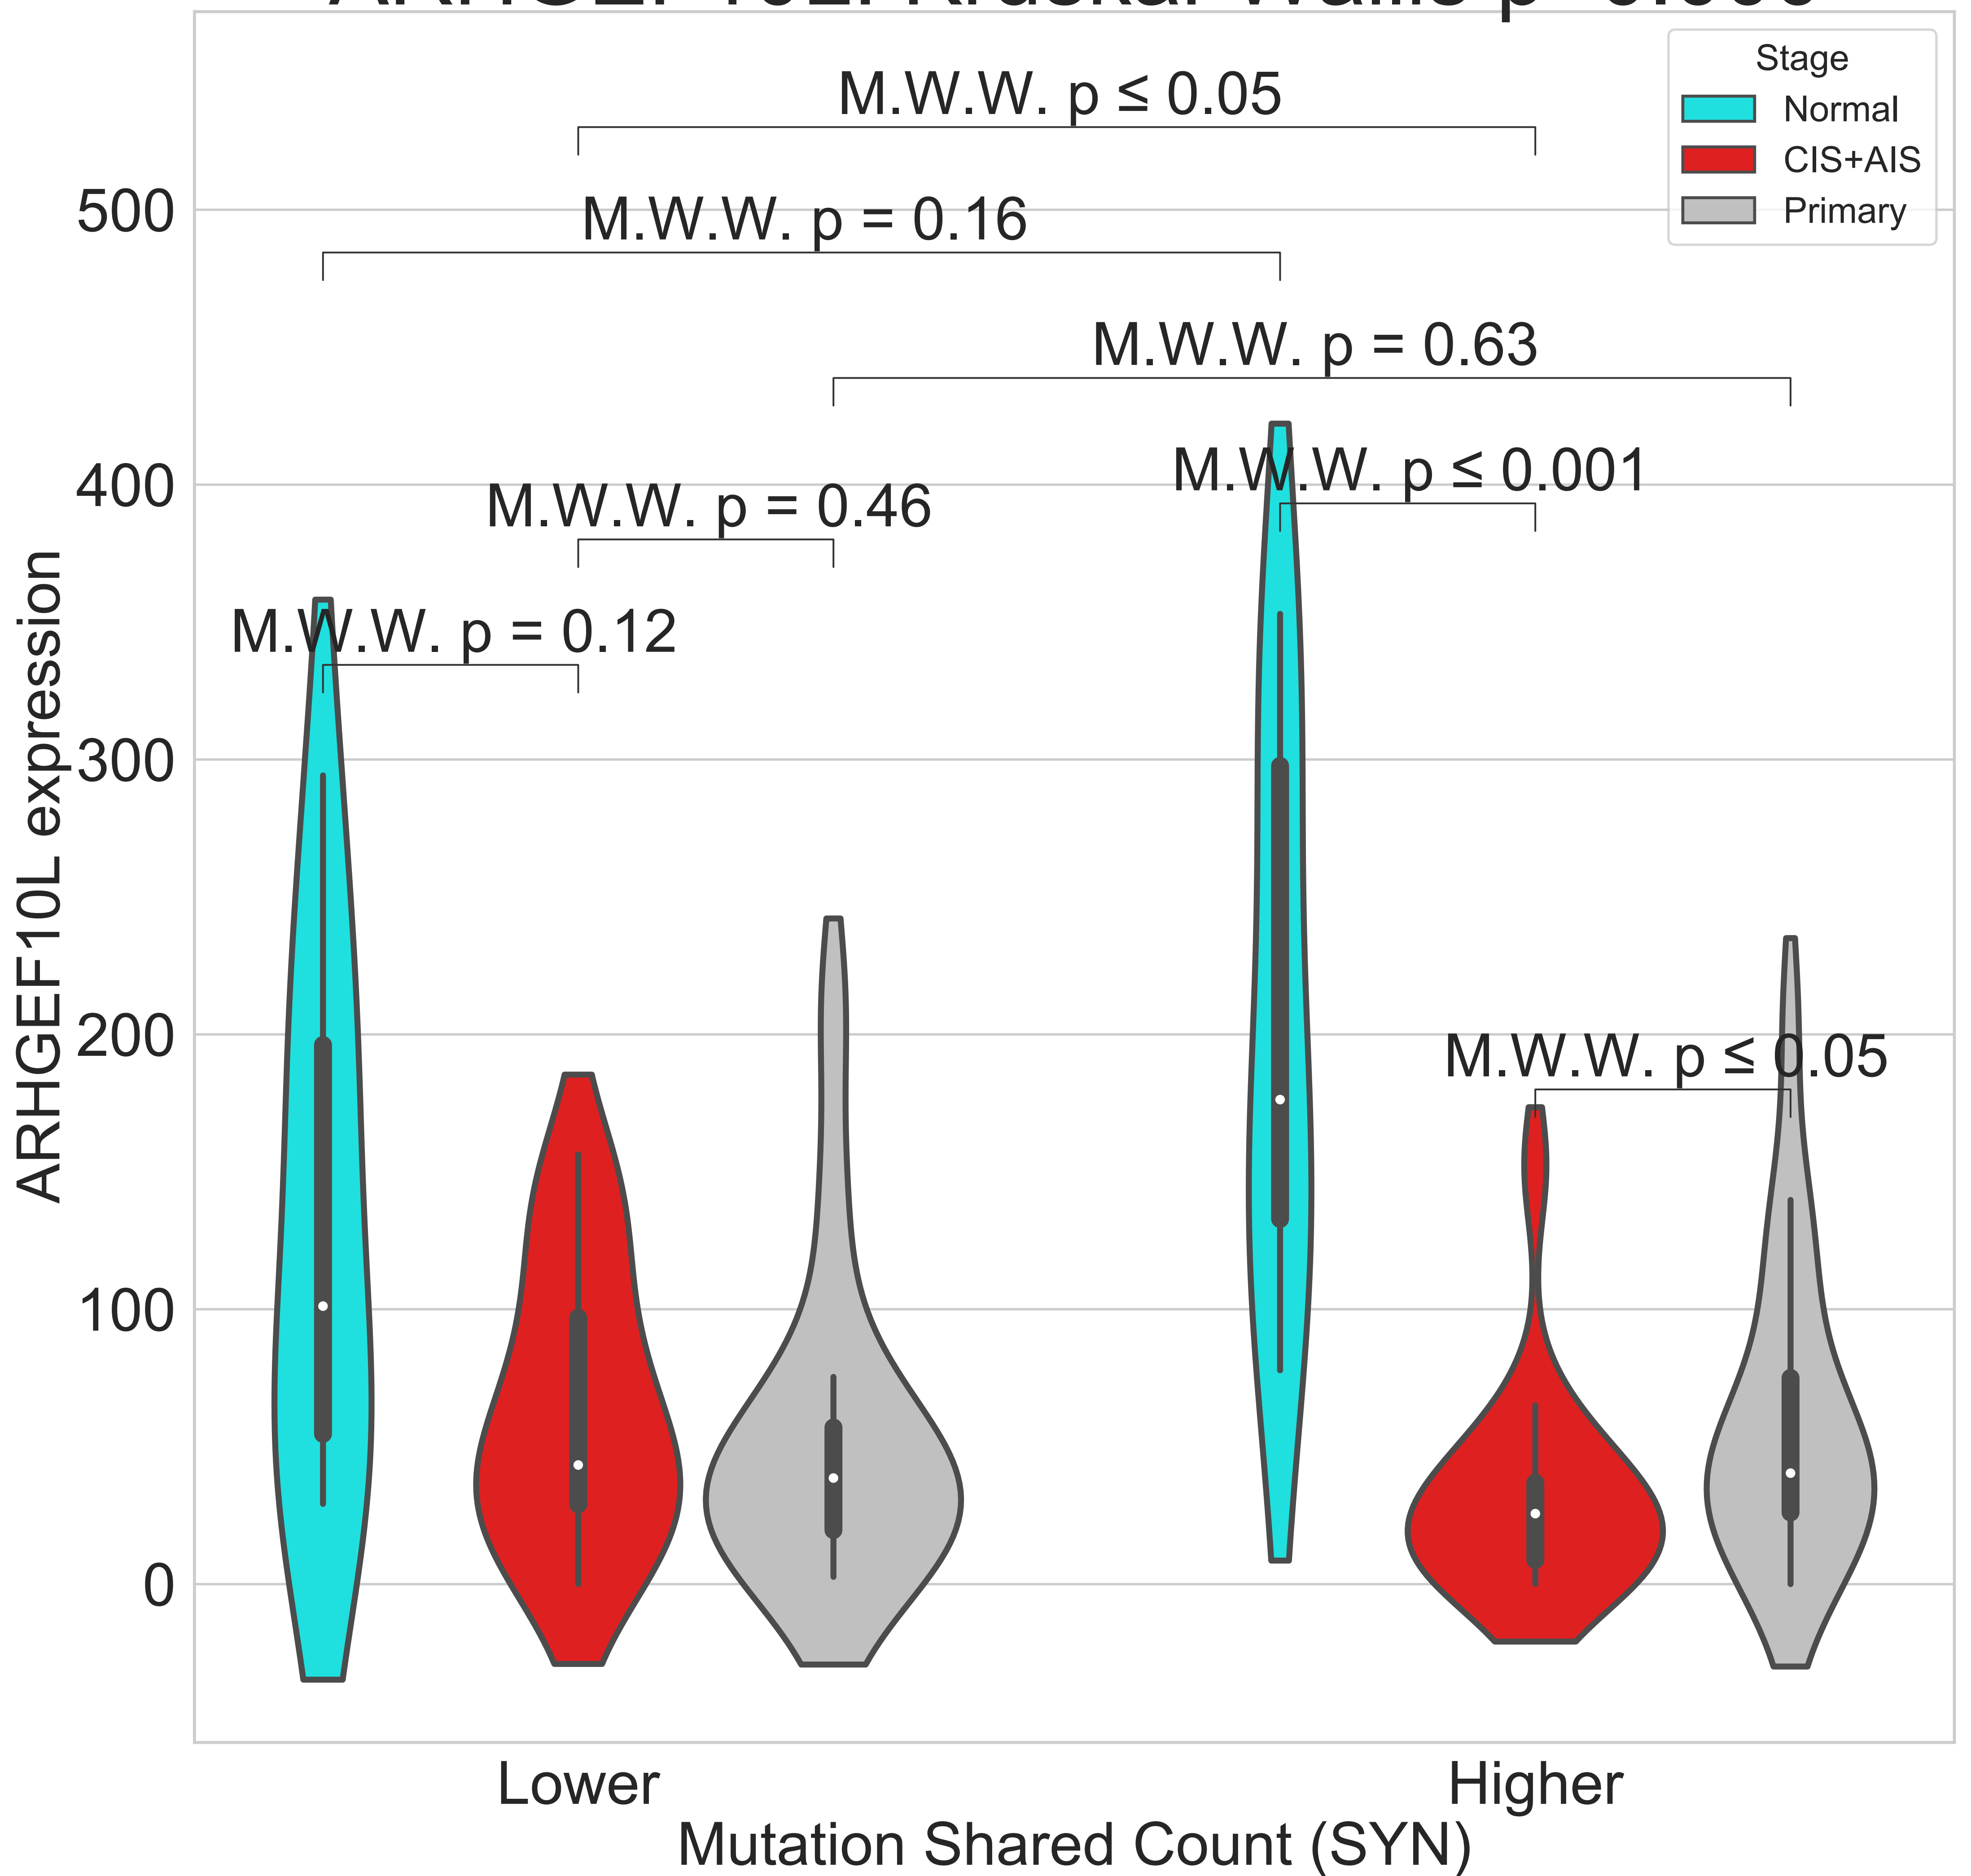 Stage
Normal
CIS+AIS
Primary
M.W.W. p ≤ 0.05
M.W.W. p = 0.16
M.W.W. p = 0.63
M.W.W. p ≤ 0.001
M.W.W. p = 0.46
M.W.W. p = 0.12
M.W.W. p ≤ 0.05
500
400
300
200
100
0
ARHGEF10L expression
Lower
Higher
Mutation Shared Count (SYN)